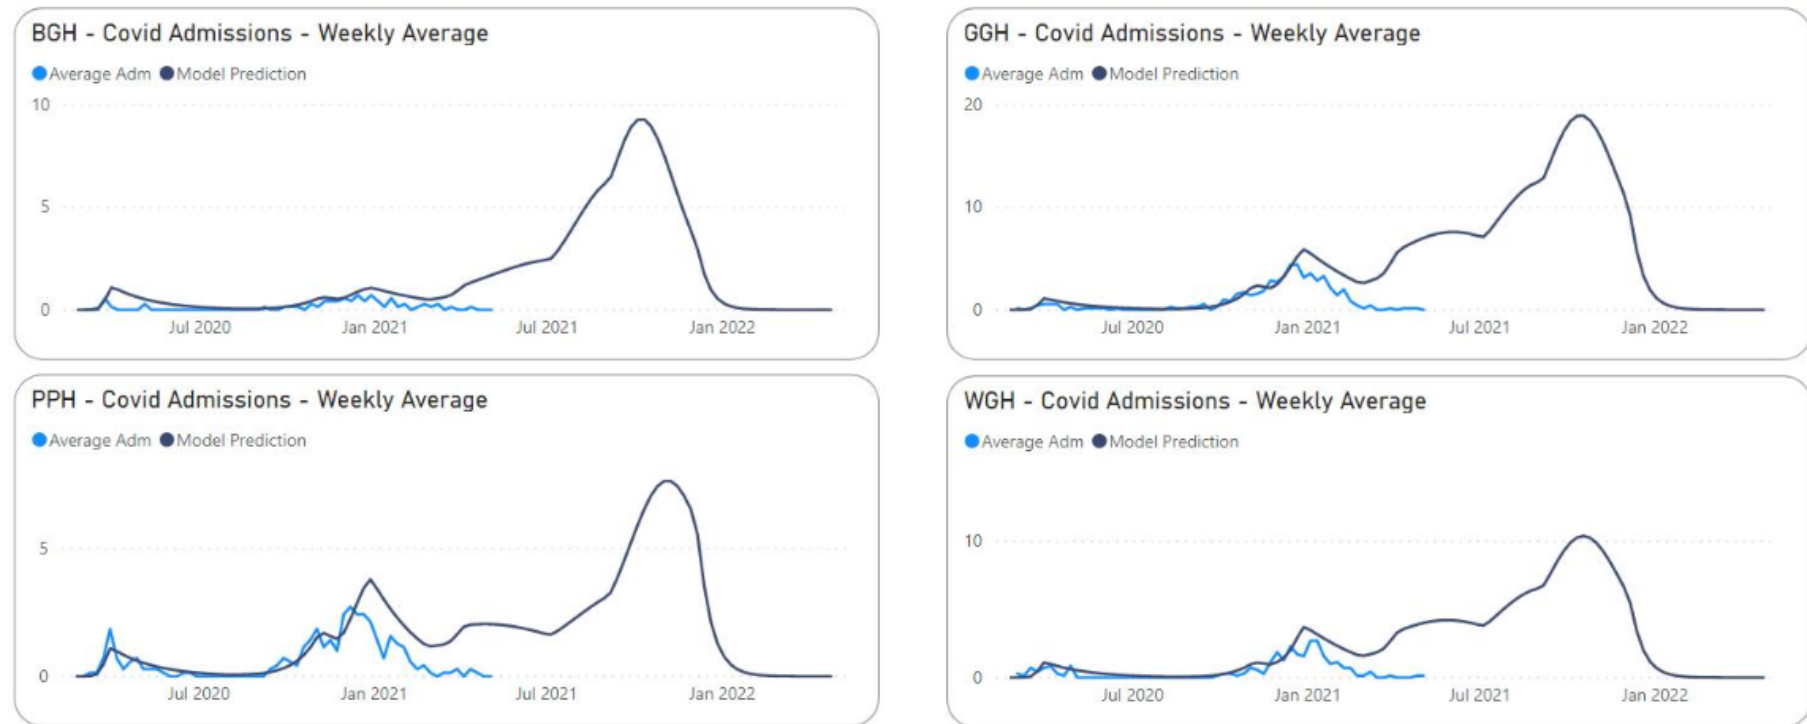 BGH - Covid Admissions - Weekly Average
Average Adm Model Prediction
10
5
0
Jul 2020 Jan 2021 Jul 2021 Jan 2022
GGH - Covid Admissions - Weekly Average
Average Adm Model Prediction
20
10
0
Jul 2020 Jan 2021 Jul 2021 Jan 2022
PPH - Covid Admissions - Weekly Average
Average Adm Model Prediction
5
0
Jul 2020 Jan 2021 Jul 2021 Jan 2022
WGH - Covid Admissions - Weekly Average
Average Adm Model Prediction
10
0
Jul 2020 Jan 2021 Jul 2021 Jan 2022